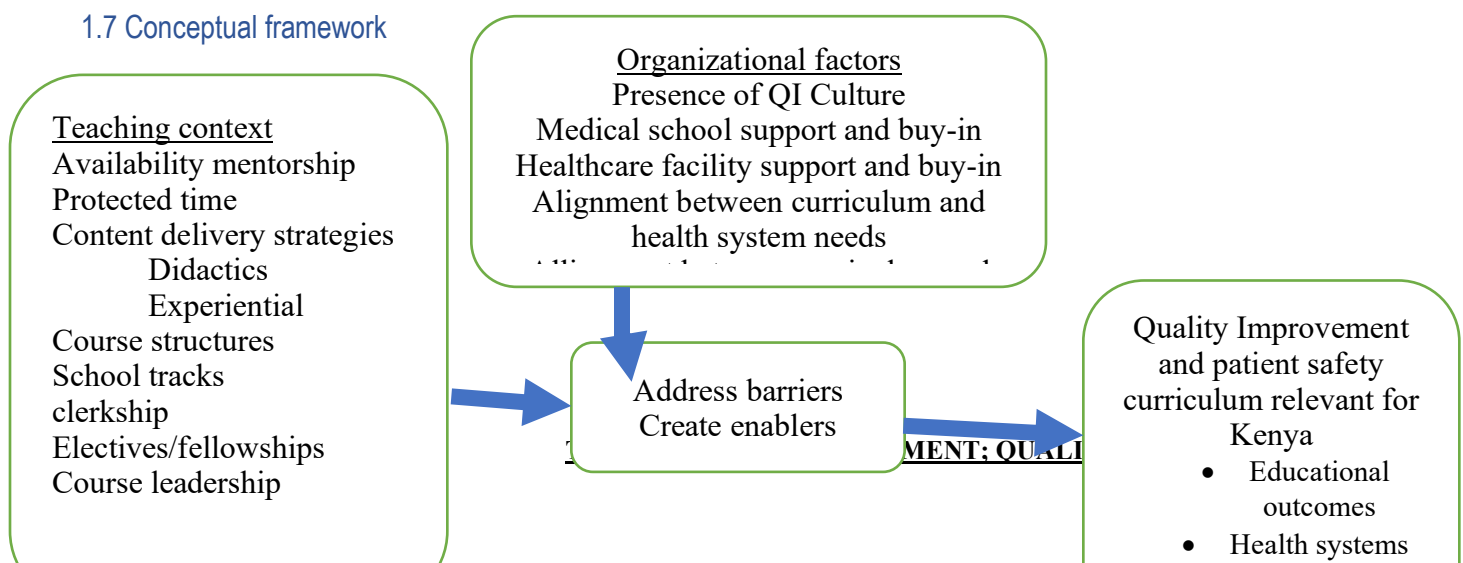 1.7 Conceptual framework
Teaching context
Availability mentorship
Protected time
Content delivery strategies
Didactics
Experiential
Course structures
School tracks
clerkship
Electives/fellowships
Course leadership
Organizational factors
Presence of QI Culture
Medical school support and buy-in
Healthcare facility support and buy-in
Alignment between curriculum and
health system needs
Address barriers
Create enablers
MENT; QUALI
Quality Improvement
and patient safety
curriculum relevant for
Kenya
• Educational
outcomes
• Health systems